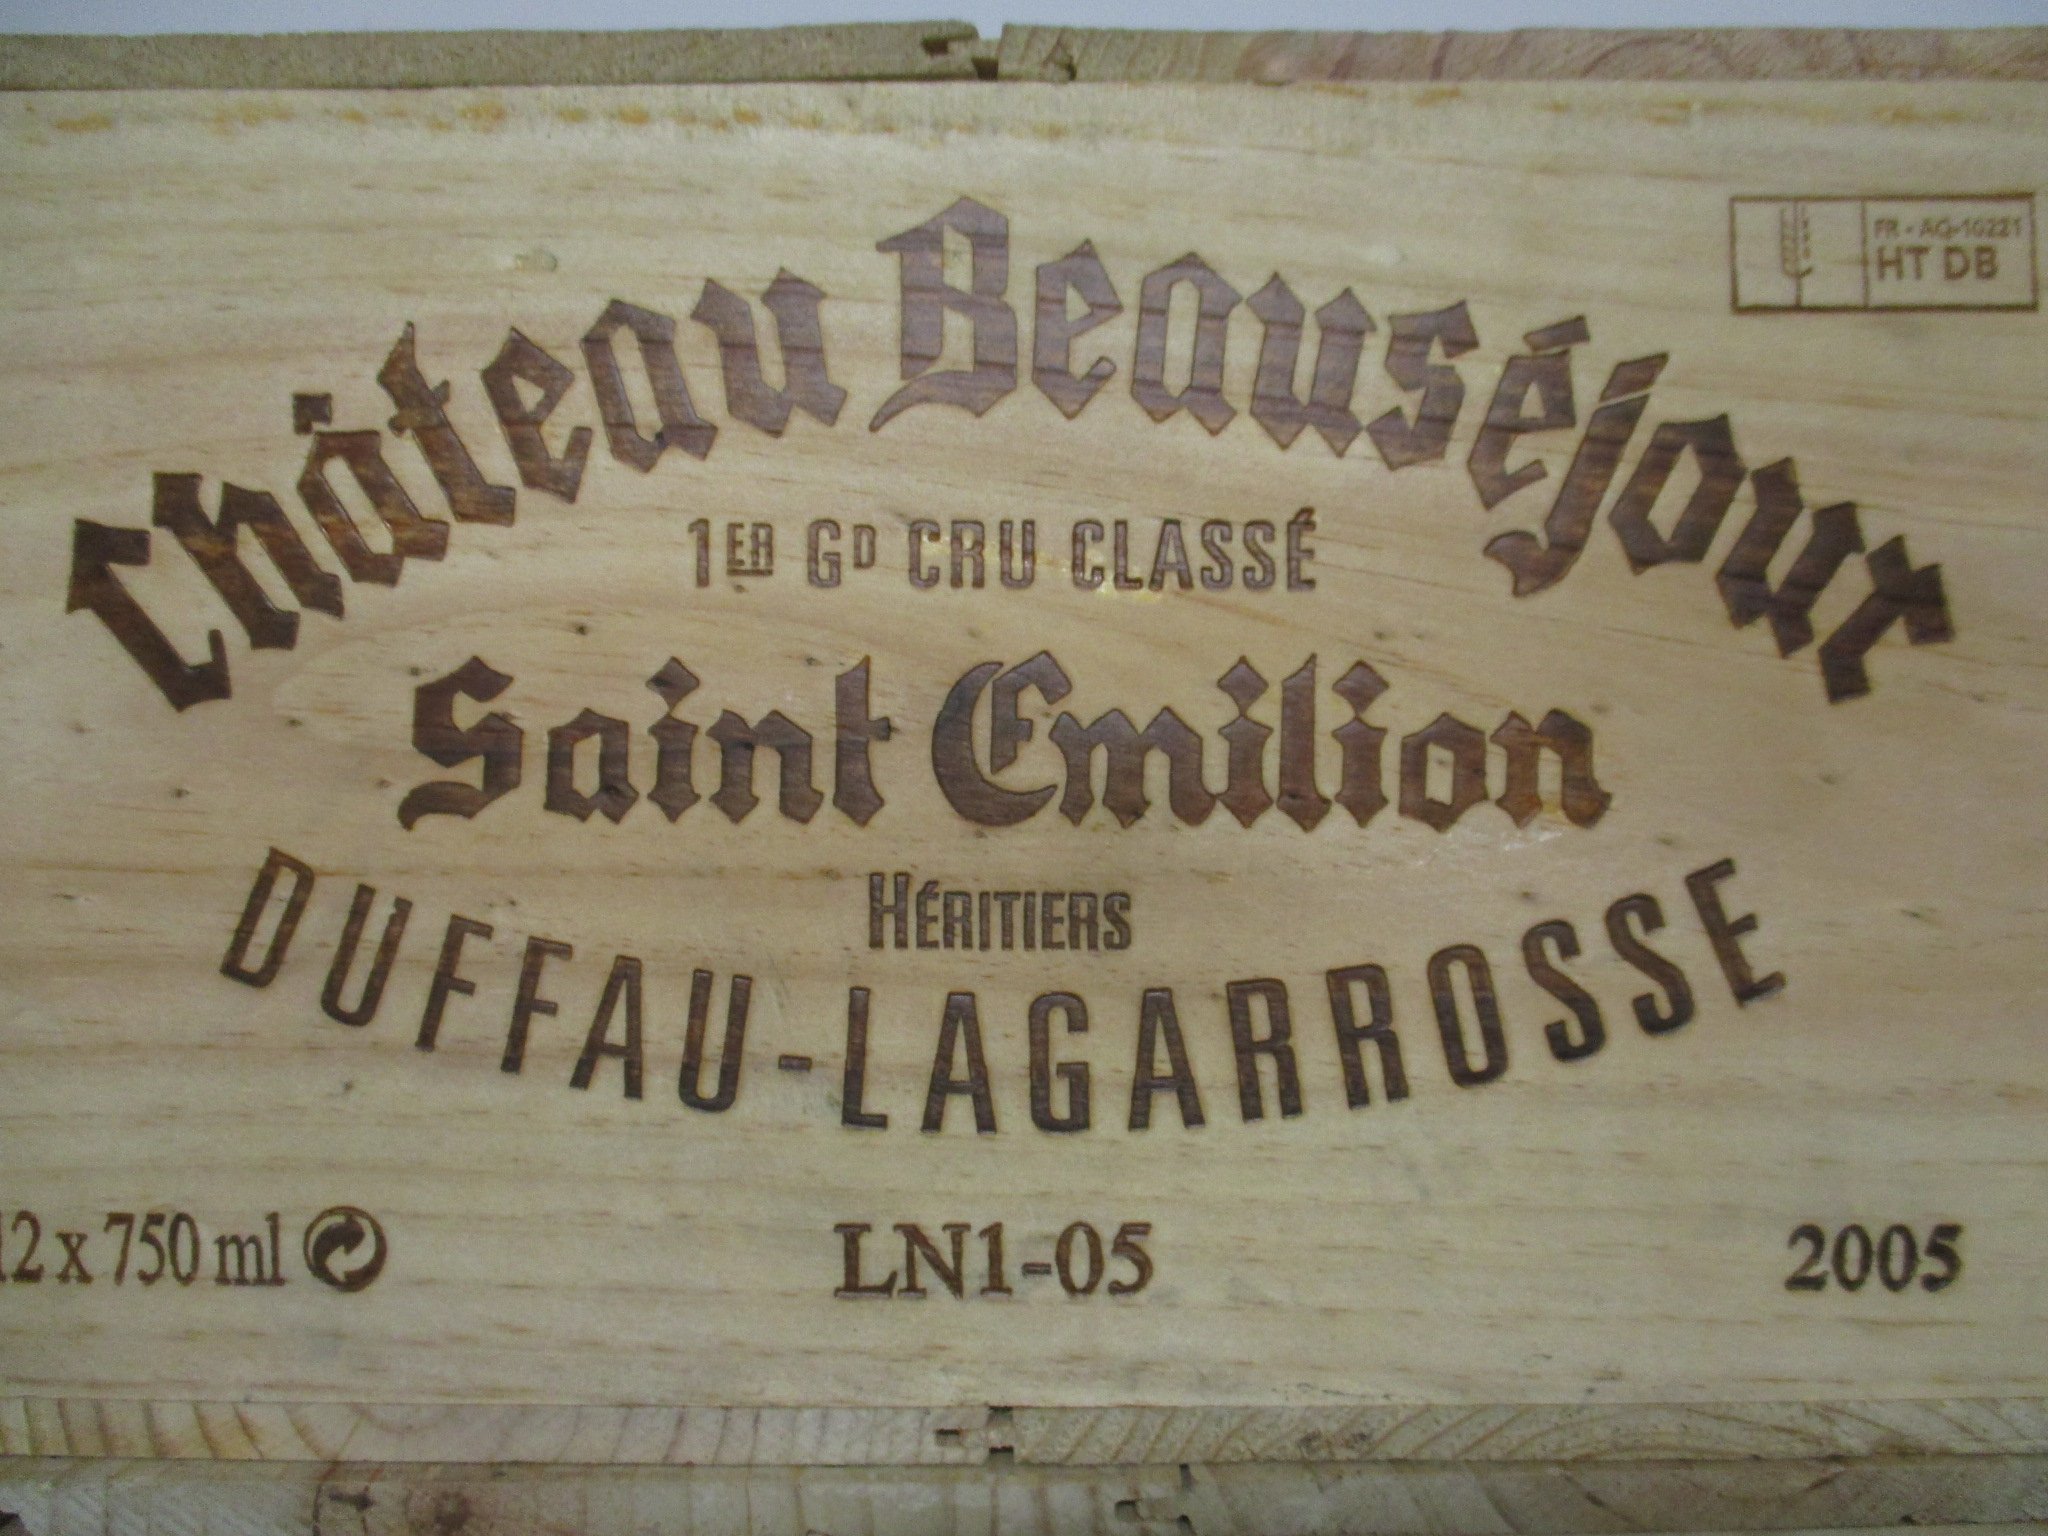 Château Beauséjour
FR - AQ-10221
HT DB
1ER GD CRU CLASSÉ
Saint Emilion
HÉRITIERS
DUFFAU-LAGARROSSE
12 x 750 ml
LN1-05
2005